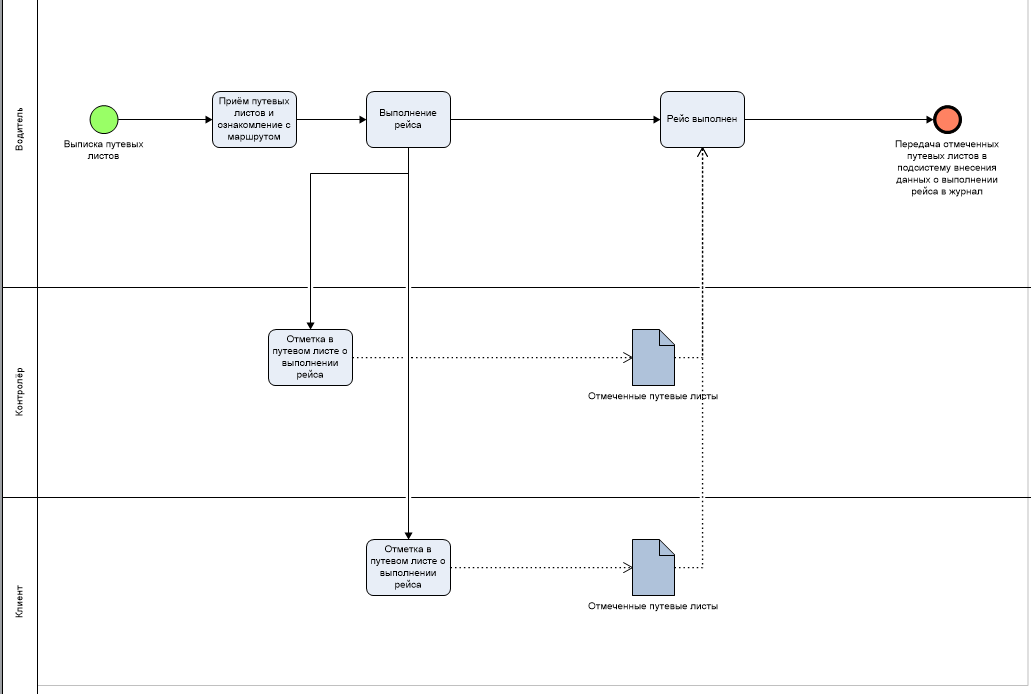 Водитель
Выписка путевых
листов
Приём путевых
листов и
ознакомление с
маршрутом
Выполнение
рейса
Рейс выполнен
Передача отмеченных
путевых листов в
подсистему внесения
данных о выполнении
рейса в журнал
Контролёр
Отметка в
путевом листе о
выполнении
рейса
Отмеченные путевые листы
Клиент
Отметка в
путевом листе о
выполнении
рейса
Отмеченные путевые листы